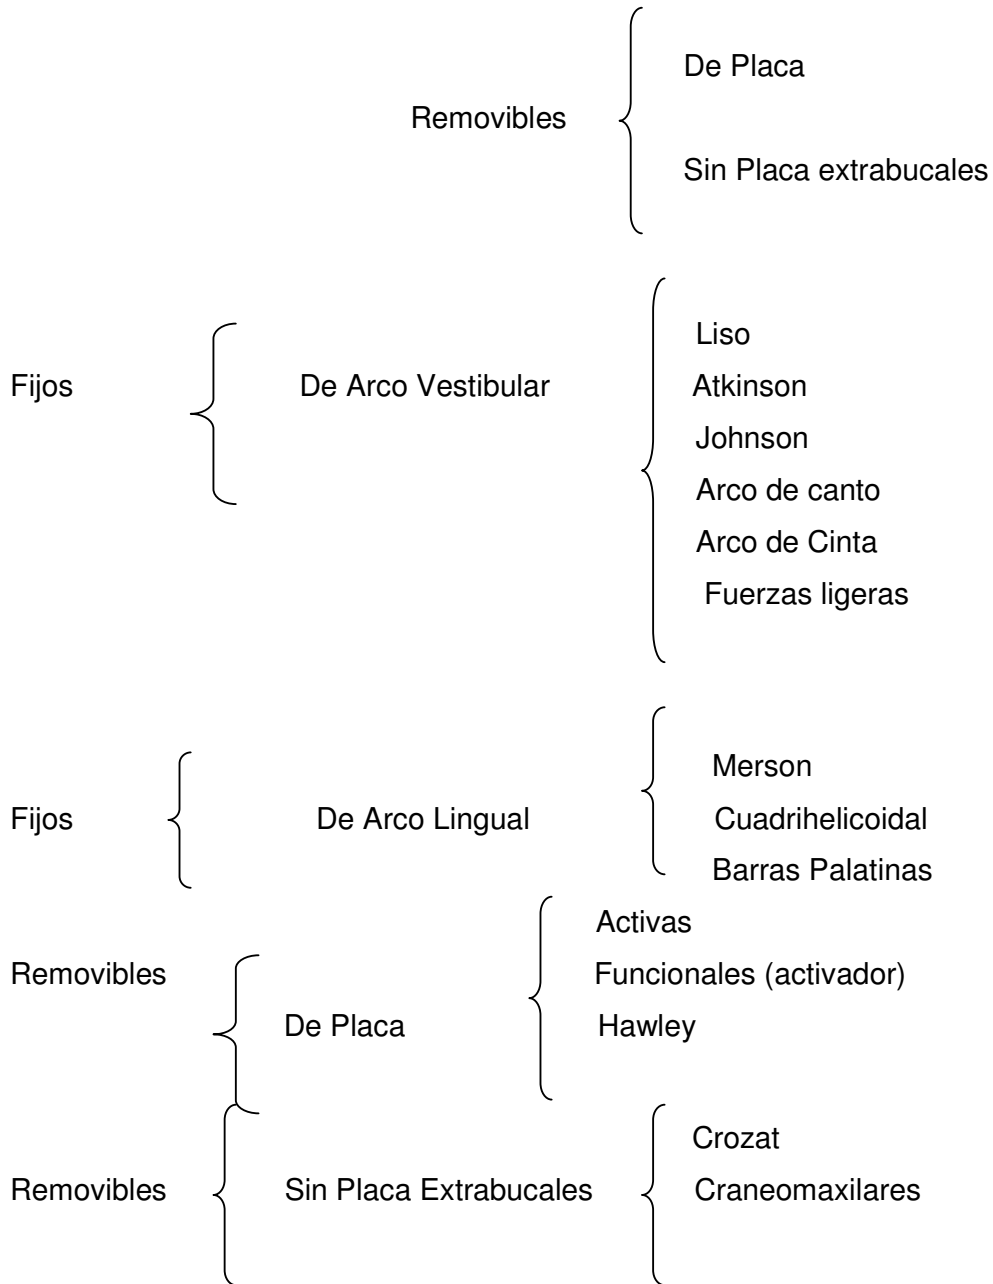 De Placa
Removibles
Sin Placa extrabucales
Liso
Fijos De Arco Vestibular Atkinson
Johnson
Arco de canto
Arco de Cinta
Fuerzas ligeras
Merson
Fijos De Arco Lingual Cuadrihelicoidal
Barras Palatinas
Activas
Removibles Funcionales (activador)
De Placa Hawley
Crozat
Removibles Sin Placa Extrabucales Craneomaxilares